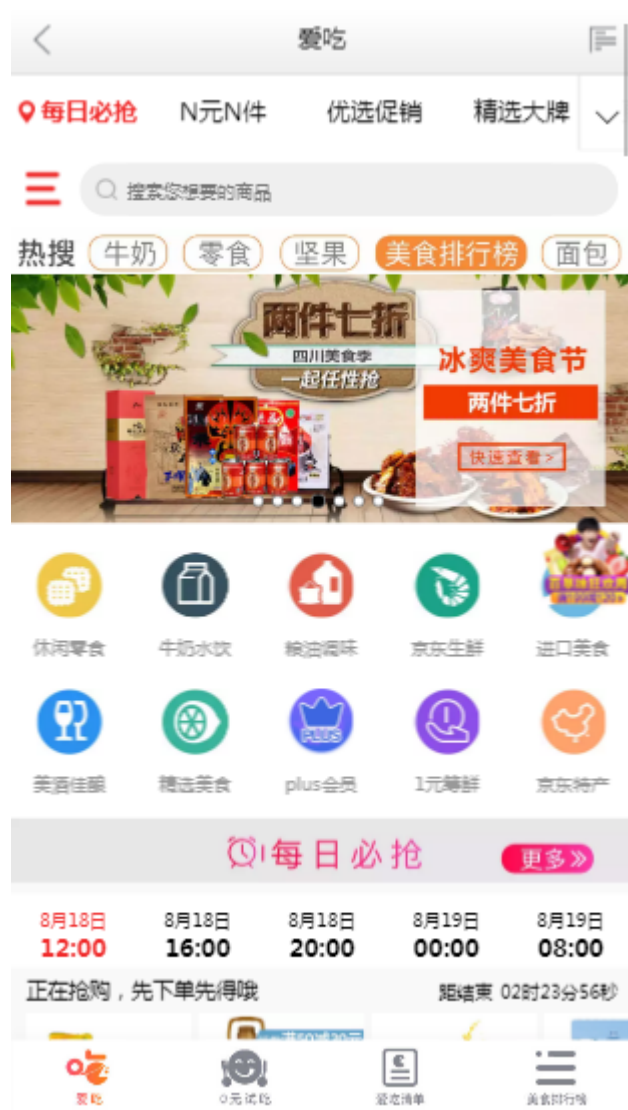 爱吃
每日必抢 N元N件 优选促销 精选大牌
搜索您想要的商品
热搜 牛奶 零食 坚果 美食排行榜 面包
两件七折
四川美食季
一起任性抢
冰爽美食节
两件七折
快速查看>
休闲零食 牛奶水饮 粮油调味 京东生鲜 进口美食
PLUS
美酒佳酿 精选美食 plus会员 1元筹鲜 京东特产
每日必抢 更多
8月18日 8月18日 8月18日 8月19日 8月19日
12:00 16:00 20:00 00:00 08:00
正在抢购，先下单先得哦 距结束 02时23分56秒
爱吃 0元试吃 爱吃清单 美食排行榜